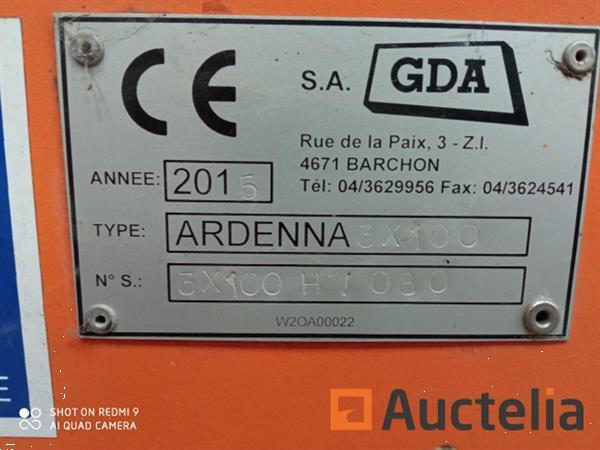 CE S.A. GDA
Rue de la Paix, 3 - Z.I.
4671 BARCHON
Tél: 04/3629956 Fax: 04/3624541
ANNEE: 2015
TYPE: ARDENNA 3X100
N° S.: 3X100 080
W2OA00022
E
SHOT ON REDMI 9
AI QUAD CAMERA
Auctelia